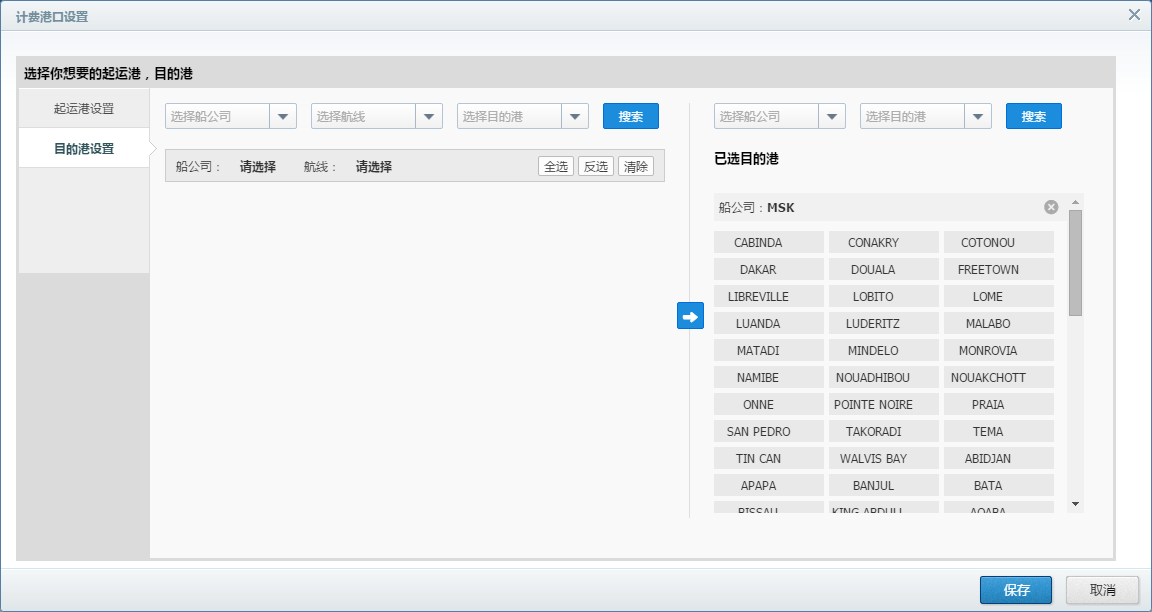 计费港口设置
选择你想要的起运港，目的港
起运港设置
目的港设置
选择船公司 选择航线 选择目的港 搜索
船公司： 请选择 航线： 请选择 全选 反选 清除
选择船公司 选择目的港 搜索
已选目的港
船公司：MSK
CABINDA CONAKRY COTONOU
DAKAR DOUALA FREETOWN
LIBREVILLE LOBITO LOME
LUANDA LUDERITZ MALABO
MATADI MINDELO MONROVIA
NAMIBE NOUADHIBOU NOUAKCHOTT
ONNE POINTE NOIRE PRAIA
SAN PEDRO TAKORADI TEMA
TIN CAN WALVIS BAY ABIDJAN
APAPA BANJUL BATA
BISSAU KING ABDULL AQABA
保存 取消